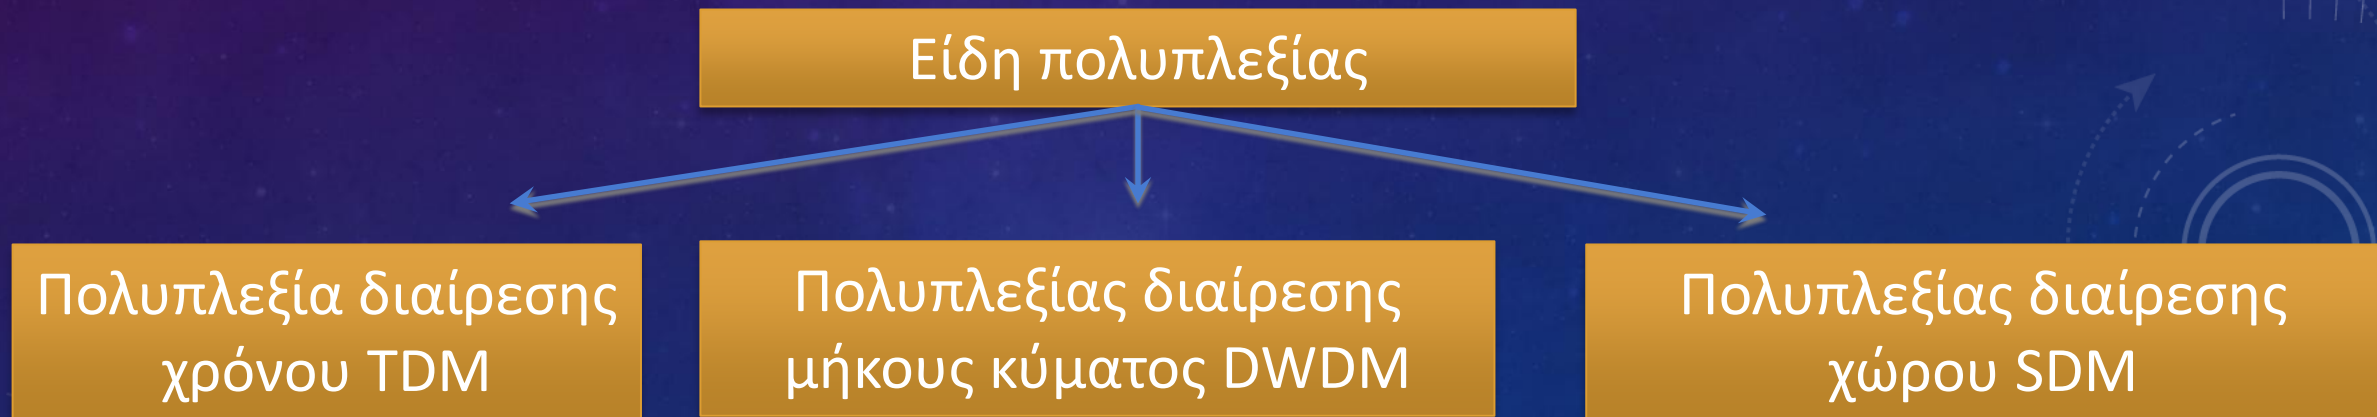 Είδη πολυπλεξίας
Πολυπλεξία διαίρεσης
χρόνου TDM
Πολυπλεξίας διαίρεσης
μήκους κύματος DWDM
Πολυπλεξίας διαίρεσης
χώρου SDM